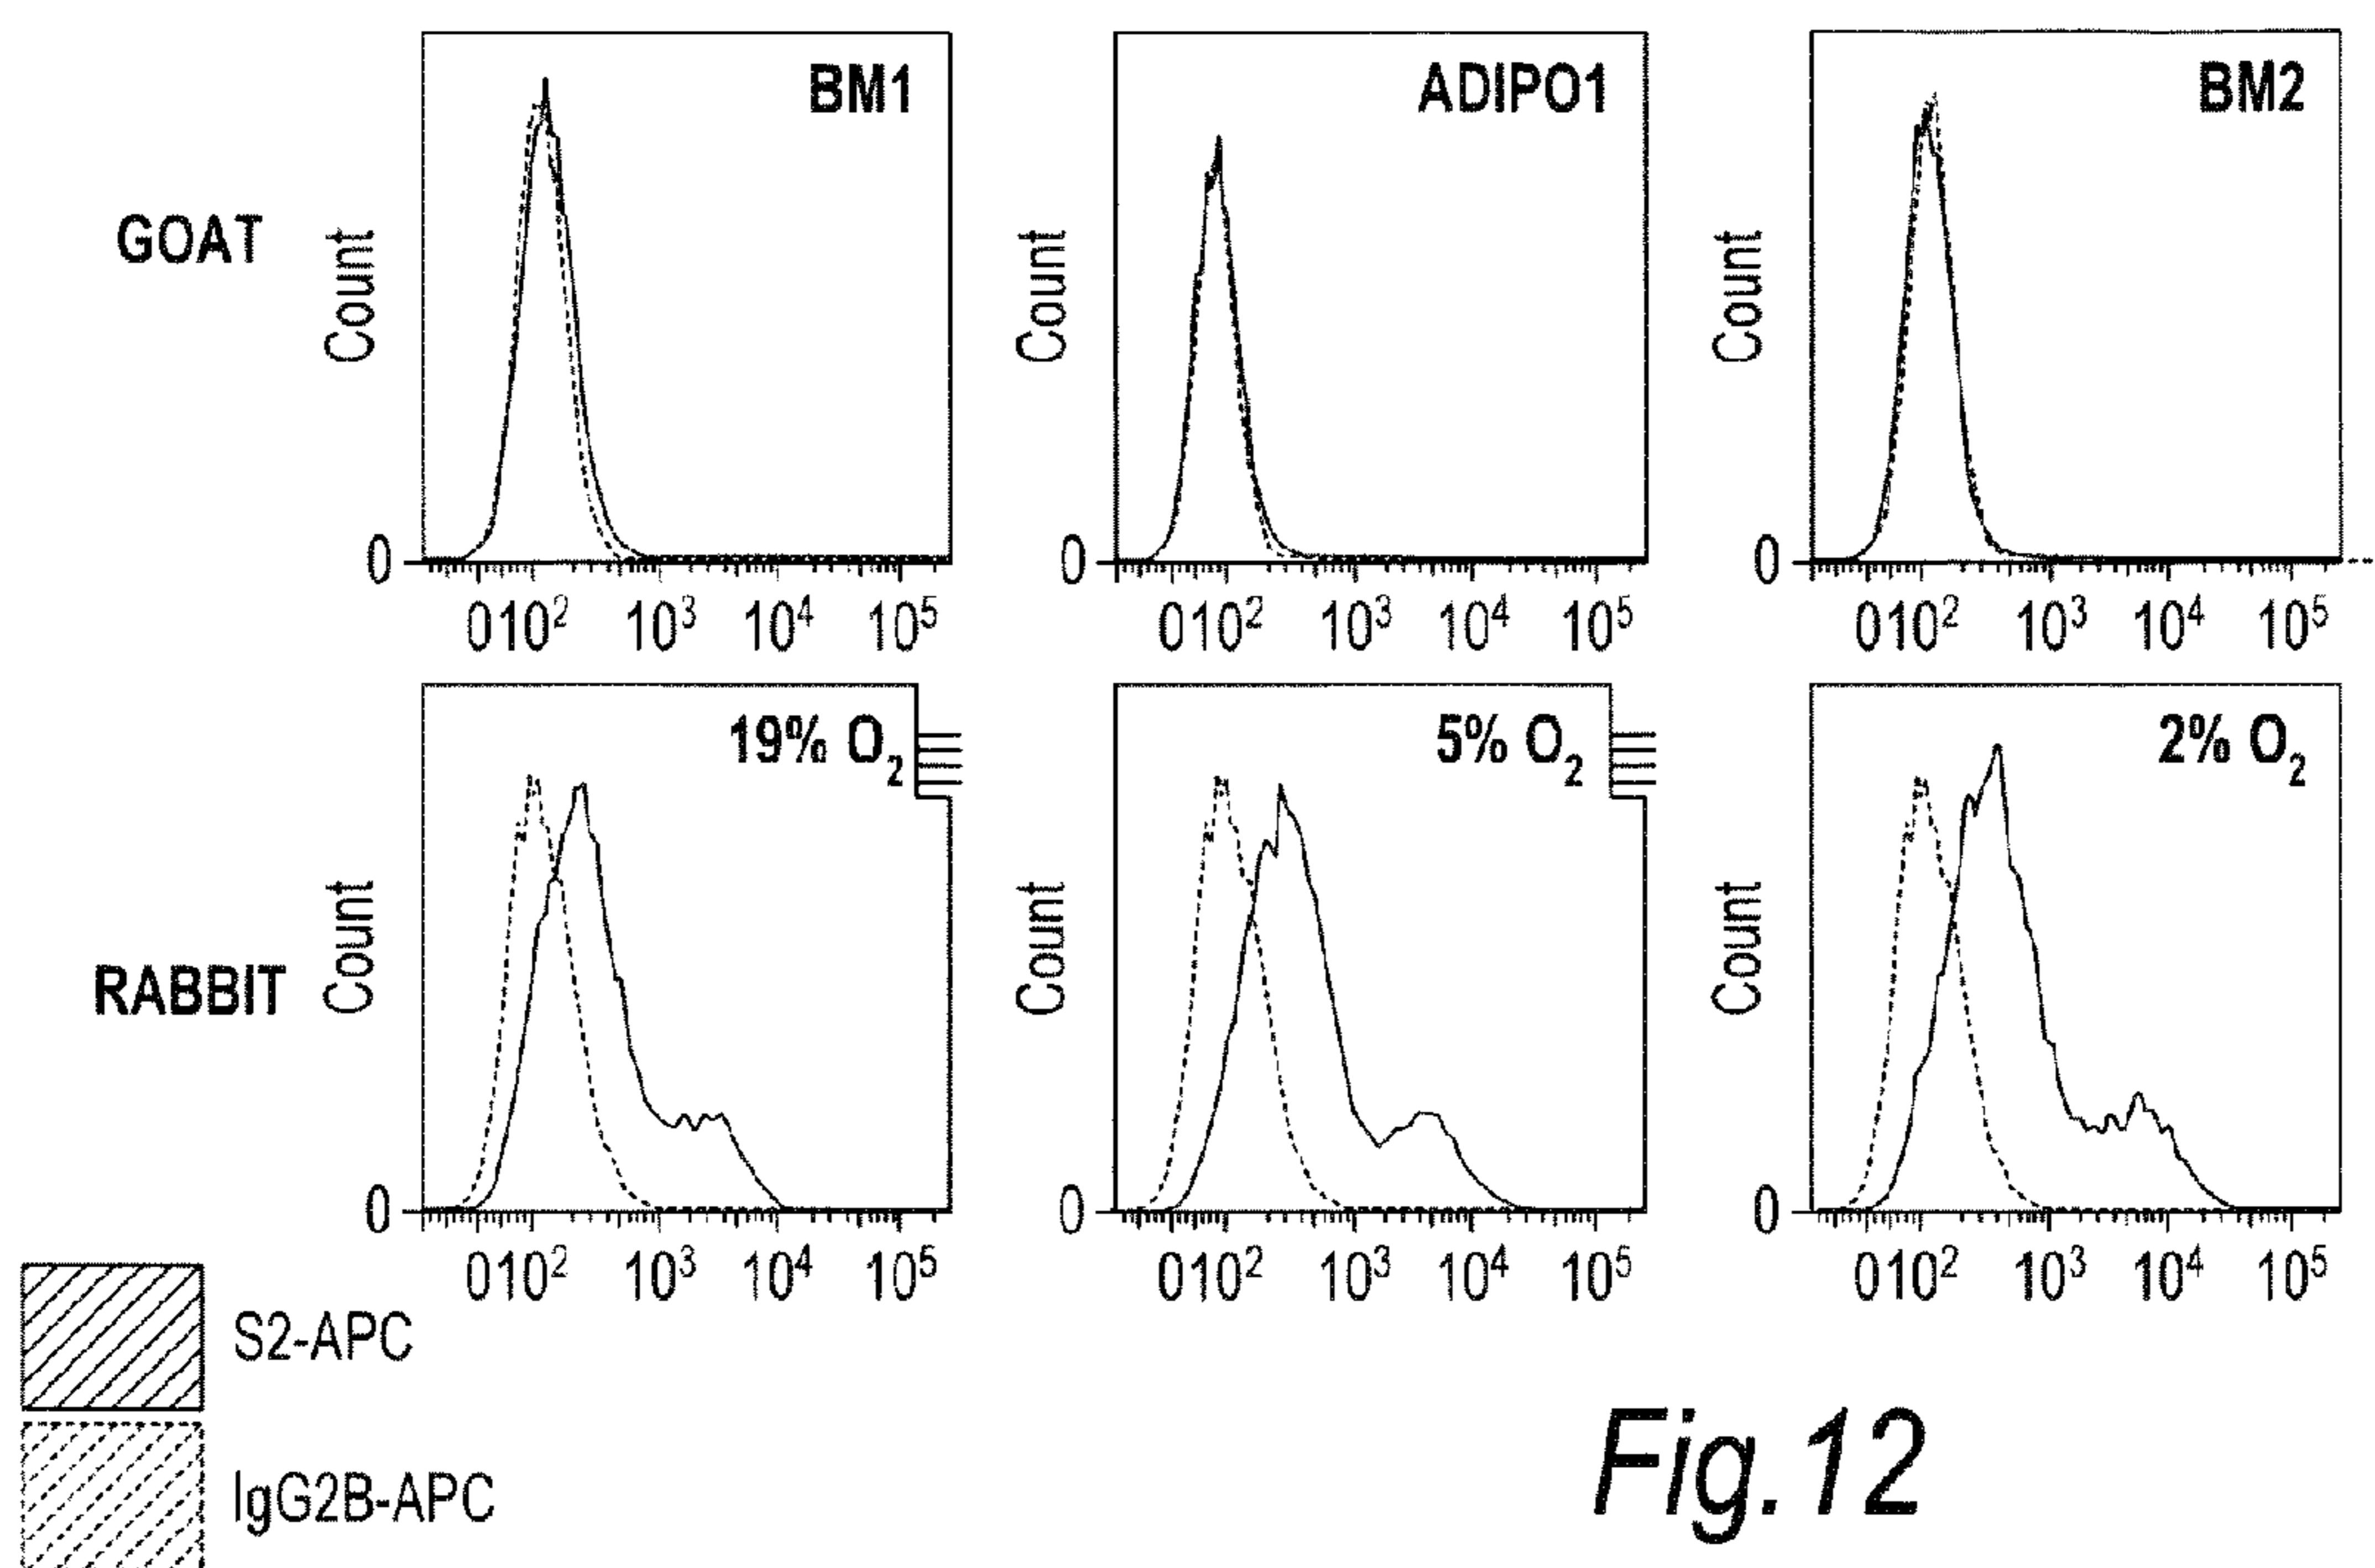 BM1
ADIPO1
BM2
GOAT
Count
Count
Count
0
0
0
0 10² 10³ 10⁴ 10⁵
0 10² 10³ 10⁴ 10⁵
0 10² 10³ 10⁴ 10⁵
19% O₂
5% O₂
2% O₂
RABBIT
Count
Count
Count
0
0
0
0 10² 10³ 10⁴ 10⁵
0 10² 10³ 10⁴ 10⁵
0 10² 10³ 10⁴ 10⁵
S2-APC
IgG2B-APC
Fig.12